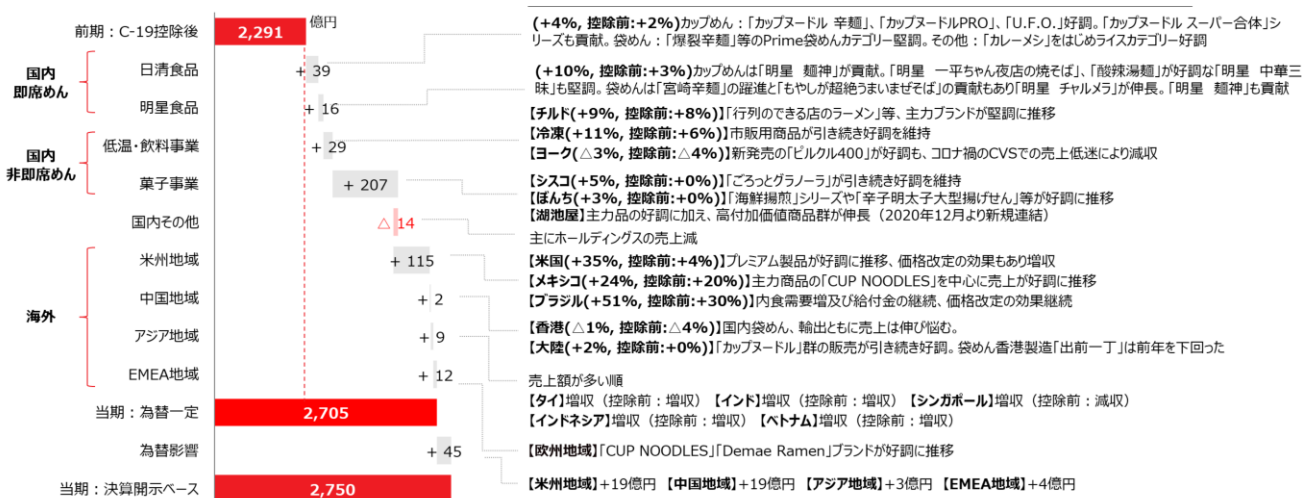 億円
前期：C-19控除後
2,291
国内
即席めん
日清食品
+ 39
明星食品
+ 16
国内
非即席めん
低温・飲料事業
+ 29
菓子事業
+ 207
国内その他
△ 14
海外
米州地域
+ 115
中国地域
+ 2
アジア地域
+ 9
EMEA地域
+ 12
当期：為替一定
2,705
為替影響
+ 45
当期：決算開示ベース
2,750
(+4%, 控除前:+2%)カップめん：「カップヌードル 辛麺」、「カップヌードルPRO」、「U.F.O.」好調。「カップヌードル スーパー合体」シ
リーズも貢献。袋めん：「爆裂辛麺」等のPrime袋めんカテゴリー堅調。その他：「カレーメシ」をはじめライスカテゴリー好調
(+10%, 控除前:+3%)カップめんは「明星 麺神」が貢献。「明星 一平ちゃん夜店の焼そば」、「酸辣湯麺」が好調な「明星 中華三
昧」も堅調。袋めんは「宮崎辛麺」の躍進と「もやしが超絶うまいまぜそば」の貢献もあり「明星 チャルメラ」が伸長。「明星 麺神」も貢献
【チルド(+9%, 控除前:+8%)】「行列のできる店のラーメン」等、主力ブランドが堅調に推移
【冷凍(+11%, 控除前:+6%)】市販用商品が引き続き好調を維持
【ヨーク(△3%, 控除前:△4%)】新発売の「ピルクル400」が好調も、コロナ禍のCVSでの売上低迷により減収
【シスコ(+5%, 控除前:+0%)】「ごろっとグラノーラ」が引き続き好調を維持
【ぼんち(+3%, 控除前:+0%)】「海鮮揚煎」シリーズや「辛子明太子大型揚げせん」等が好調に推移
【湖池屋】主力品の好調に加え、高付加価値商品群が伸長（2020年12月より新規連結）
主にホールディングスの売上減
【米国(+35%, 控除前:+4%)】プレミアム製品が好調に推移、価格改定の効果もあり増収
【メキシコ(+24%, 控除前:+20%)】主力商品の「CUP NOODLES」を中心に売上が好調に推移
【ブラジル(+51%, 控除前:+30%)】内食需要増及び給付金の継続、価格改定の効果継続
【香港(△1%, 控除前:△4%)】国内袋めん、輸出ともに売上は伸び悩む。
【大陸(+2%, 控除前:+0%)】「カップヌードル」群の販売が引き続き好調。袋めん香港製造「出前一丁」は前年を下回った
売上額が多い順
【タイ】増収（控除前：増収）【インド】増収（控除前：増収）【シンガポール】増収（控除前：減収）
【インドネシア】増収（控除前：増収）【ベトナム】増収（控除前：増収）
【欧州地域】「CUP NOODLES」「Demae Ramen」ブランドが好調に推移
【米州地域】+19億円 【中国地域】+19億円 【アジア地域】+3億円 【EMEA地域】+4億円